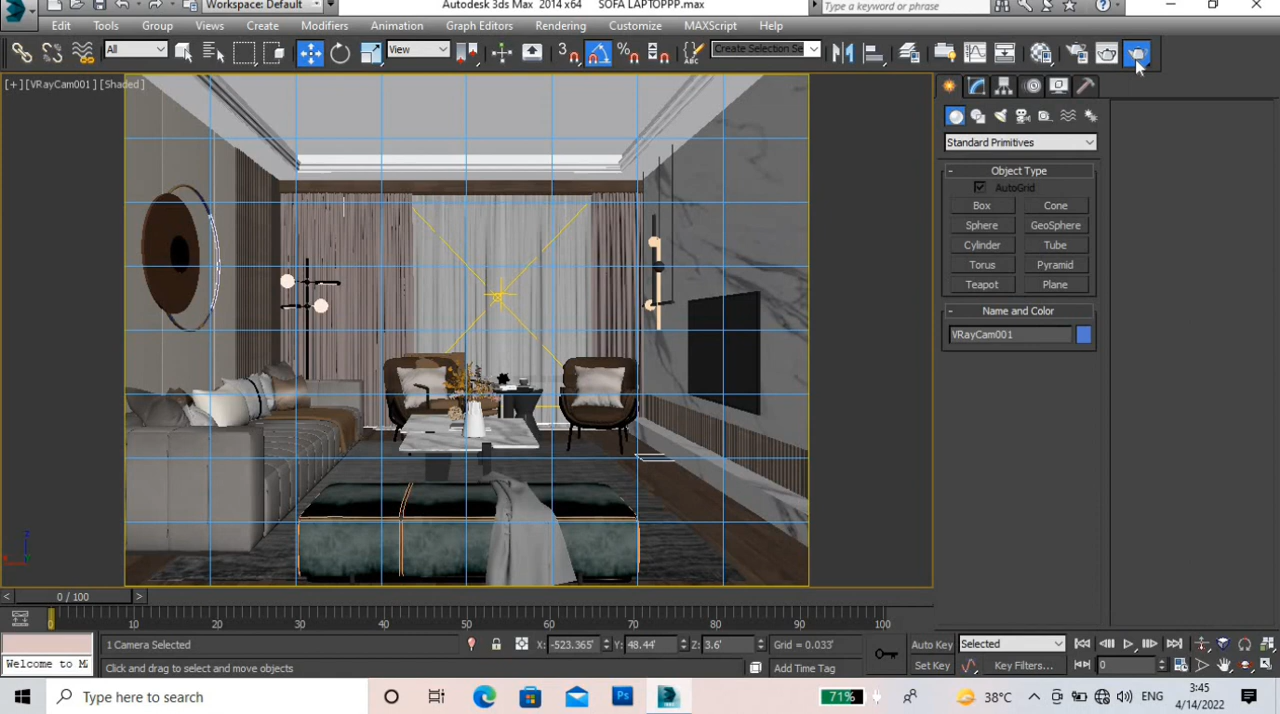 Workspace: Default
Autodesk 3ds Max  2014 x64
SOFA LAPTOPPP.max
Type a keyword or phrase
Edit
Tools
Group
Views
Create
Modifiers
Animation
Graph Editors
Rendering
Customize
MAXScript
Help
All
View
3
Create Selection Se
[+] [VRayCam001] [Shaded]
Standard Primitives
- Object Type
AutoGrid
Box
Cone
Sphere
GeoSphere
Cylinder
Tube
Torus
Pyramid
Teapot
Plane
- Name and Color
VRayCam001
z
< 0 / 100 >
0 10 20 30 40 50 60 70 80 90 100
1 Camera Selected
X: -523.365'
Y: 48.44'
Z: 3.6'
Grid = 0.033'
Auto Key
Selected
Welcome to M
Click and drag to select and move objects
Add Time Tag
Set Key
Key Filters...
0
Type here to search
Ps
71%
38°C
ENG
3:45
4/14/2022